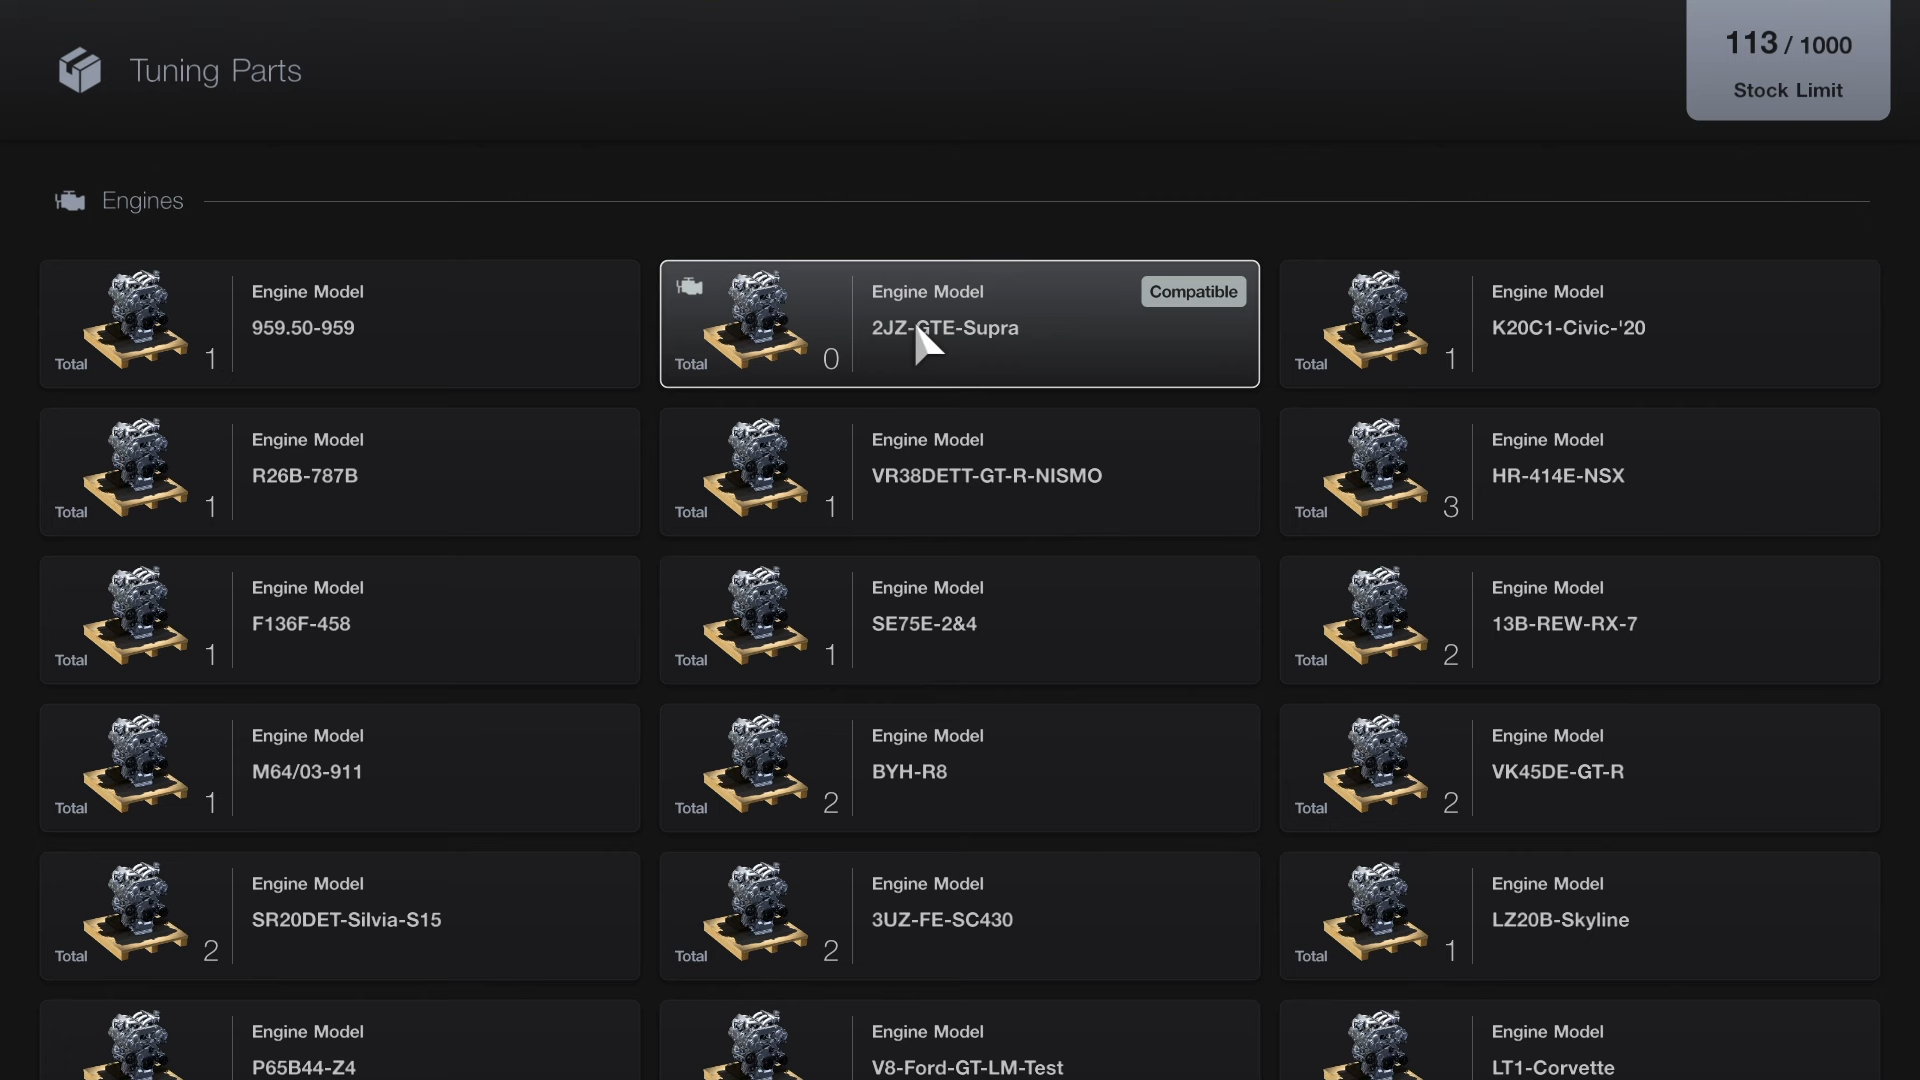 Tuning Parts
113 / 1000
Stock Limit
Engines
Engine Model
959.50-959
Total 1
Engine Model
Compatible
2JZ-GTE-Supra
Total 0
Engine Model
K20C1-Civic-'20
Total 1
Engine Model
R26B-787B
Total 1
Engine Model
VR38DETT-GT-R-NISMO
Total 1
Engine Model
HR-414E-NSX
Total 3
Engine Model
F136F-458
Total 1
Engine Model
SE75E-2&4
Total 1
Engine Model
13B-REW-RX-7
Total 2
Engine Model
M64/03-911
Total 1
Engine Model
BYH-R8
Total 2
Engine Model
VK45DE-GT-R
Total 2
Engine Model
SR20DET-Silvia-S15
Total 2
Engine Model
3UZ-FE-SC430
Total 2
Engine Model
LZ20B-Skyline
Total 1
Engine Model
P65B44-Z4
Engine Model
V8-Ford-GT-LM-Test
Engine Model
LT1-Corvette